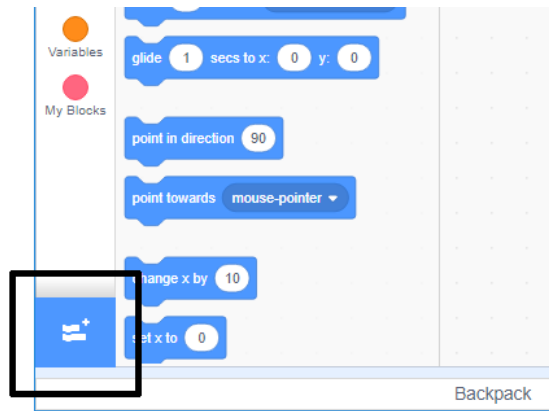 Variables
My Blocks
glide 1 secs to x: 0 y: 0
point in direction 90
point towards mouse-pointer
change x by 10
set x to 0
Backpack